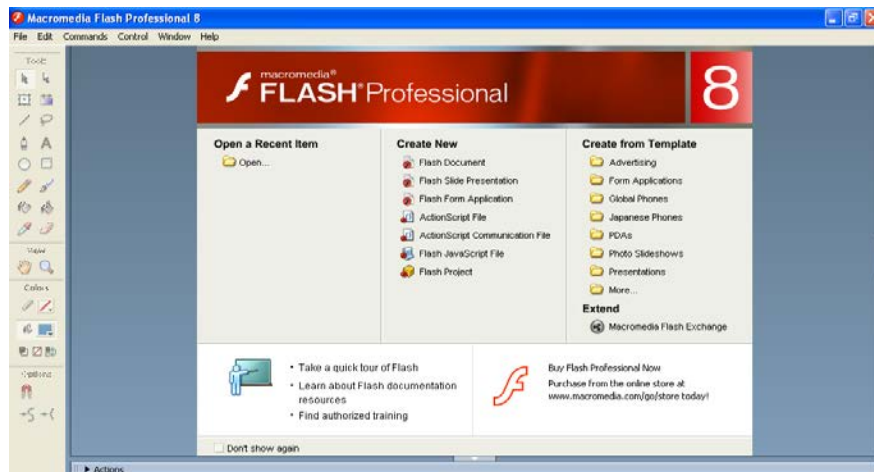 Macromedia Flash Professional 8
File Edit Commands Control Window Help
Tools
macromedia®
FLASH® Professional
8
Open a Recent Item
Open...
Create New
Flash Document
Flash Slide Presentation
Flash Form Application
ActionScript File
ActionScript Communication File
Flash JavaScript File
Flash Project
Create from Template
Advertising
Form Applications
Global Phones
Japanese Phones
PDAs
Photo Slideshows
Presentations
More...
Extend
Macromedia Flash Exchange
View
Colors
Options
• Take a quick tour of Flash
• Learn about Flash documentation
resources
• Find authorized training
Buy Flash Professional Now
Purchase from the online store at
www.macromedia.com/go/store today!
Don't show again
Actions